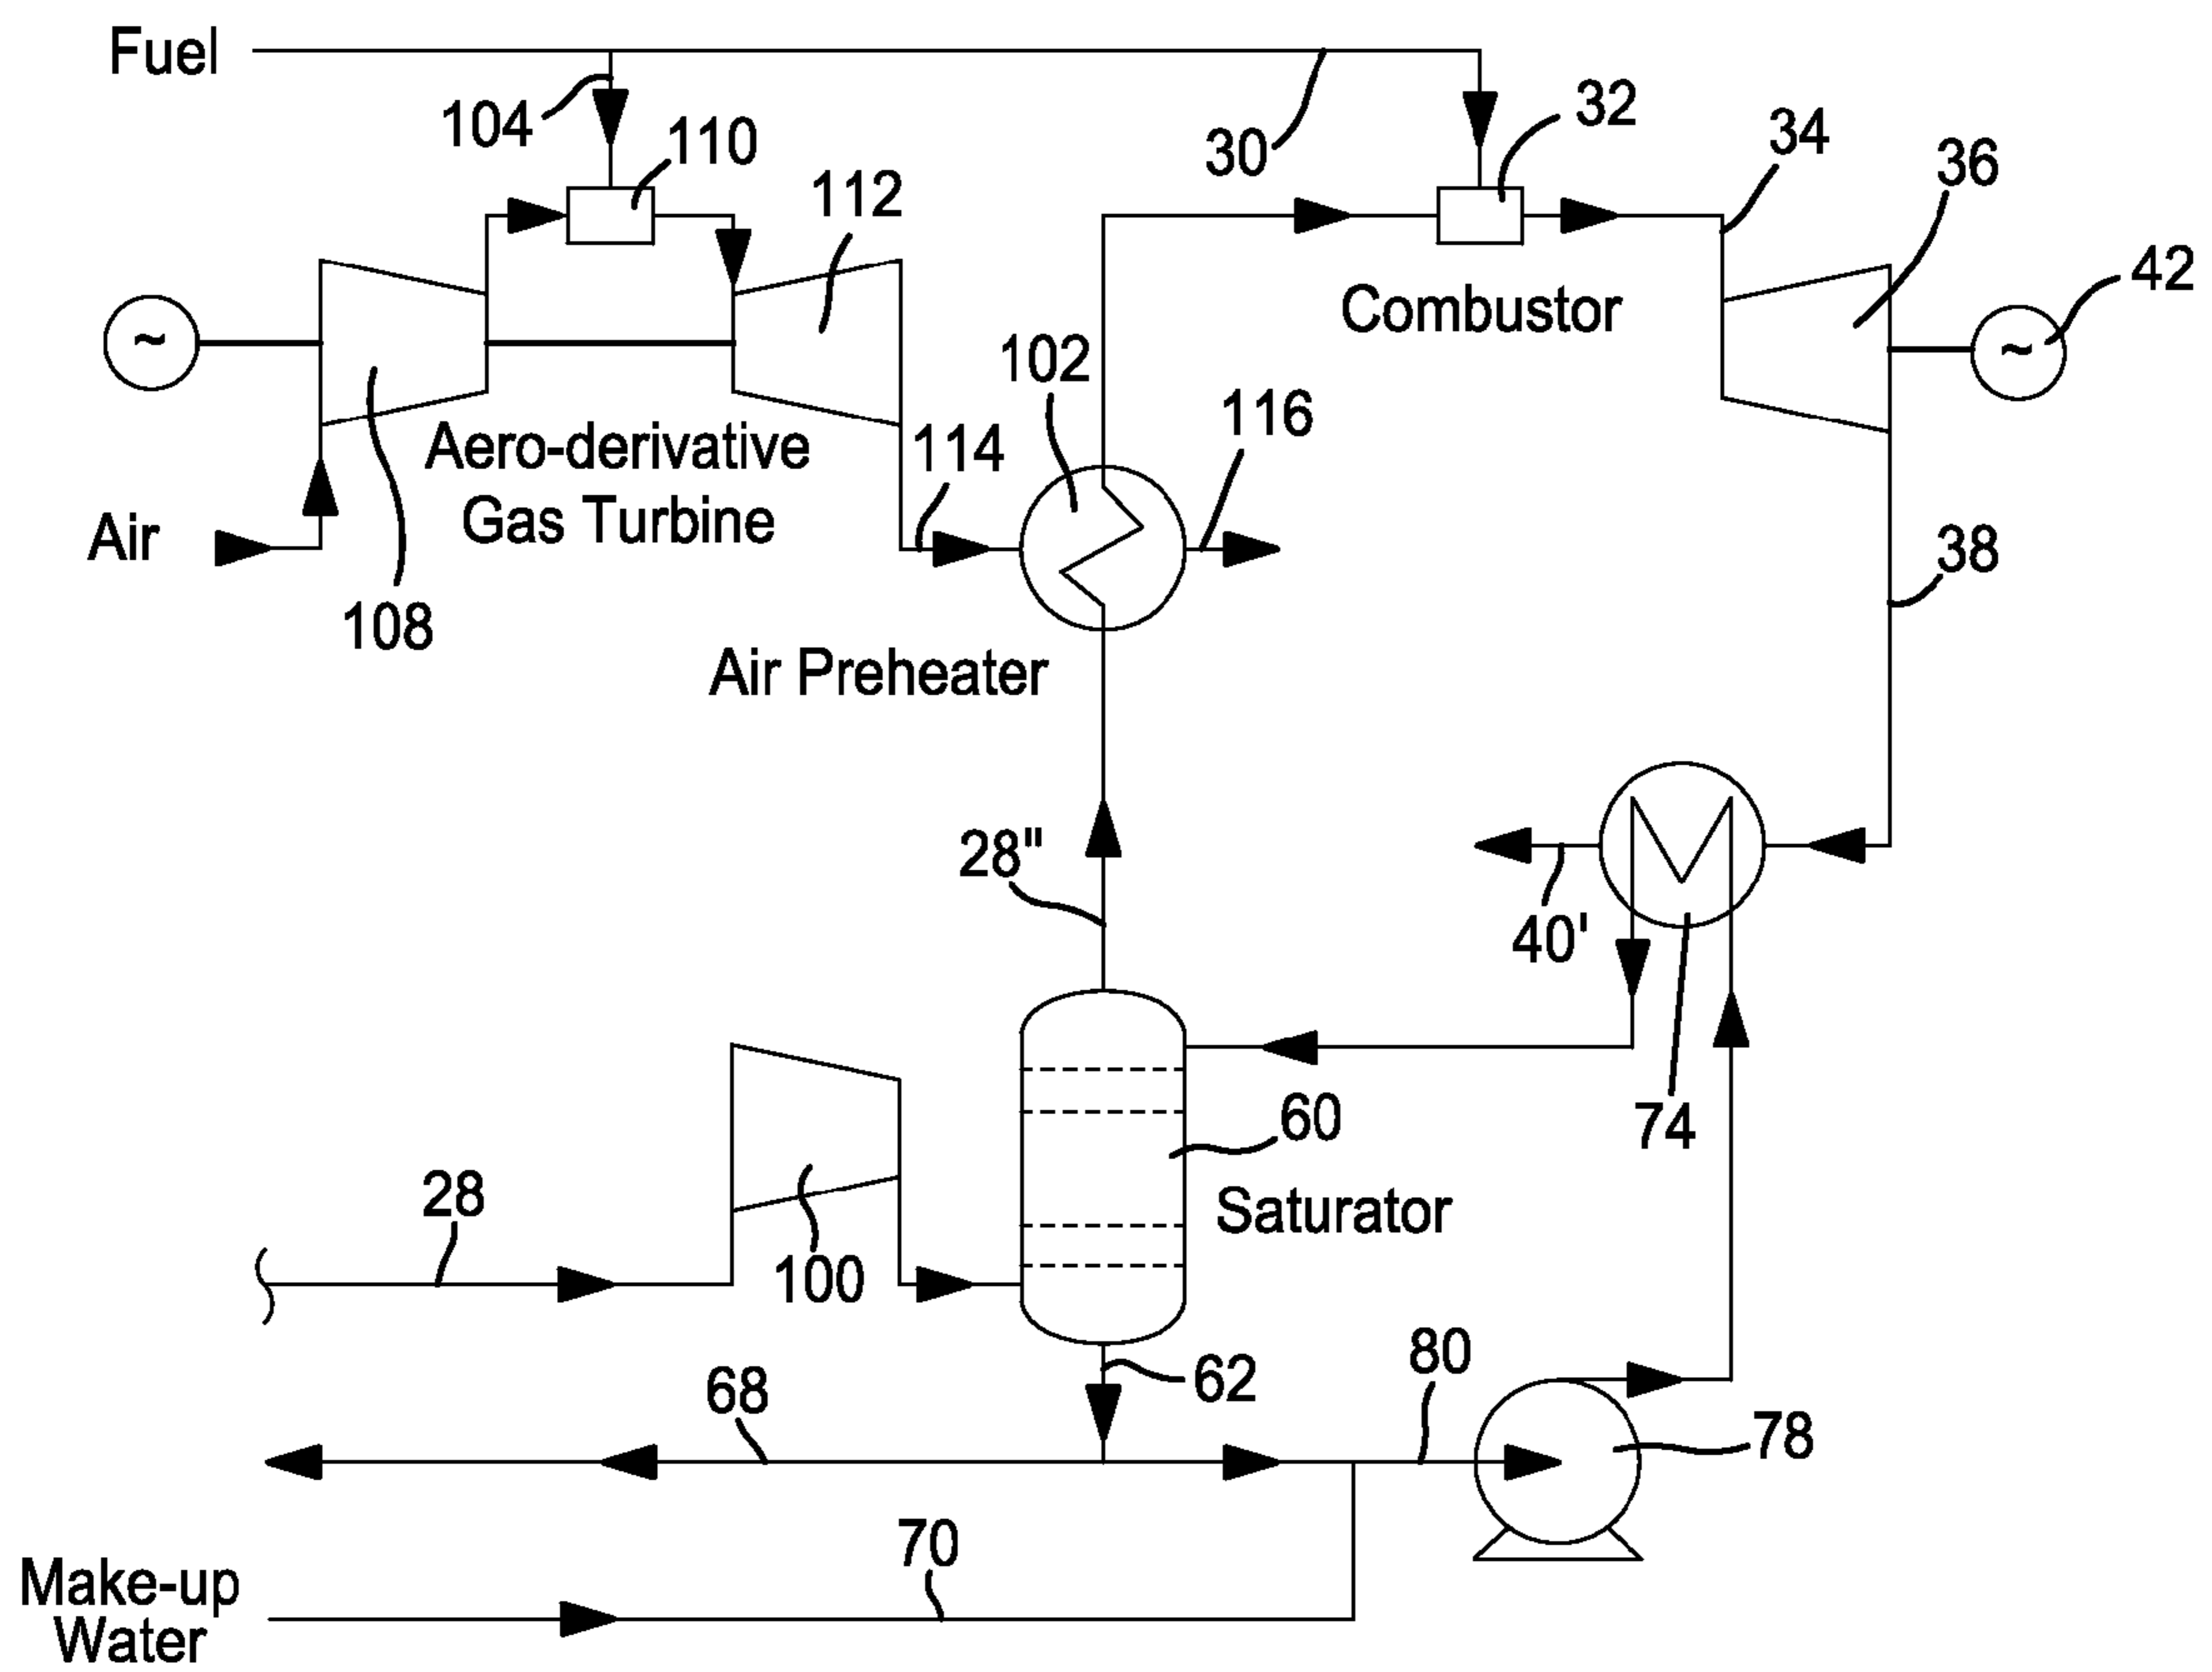 Fuel
104
110
30
32
34
36
112
42
~
~
Combustor
102
116
Aero-derivative
Gas Turbine
114
Air
108
38
Air Preheater
28"
40'
74
60
28
Saturator
100
62
80
68
78
70
Make-up
Water